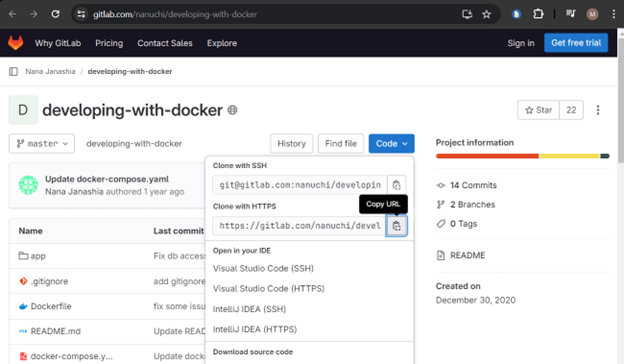 gitlab.com/nanuchi/developing-with-docker
M
Why GitLab Pricing Contact Sales Explore Sign in Get free trial
Nana Janashia / developing-with-docker
D developing-with-docker Star 22
master developing-with-docker History Find file Code
Update docker-compose.yaml
Nana Janashia authored 1 year ago
Name Last commit
app Fix db access
.gitignore add gitignore
Dockerfile fix some issu
README.md Update READ
docker-compose.y... Update docke
Clone with SSH
git@gitlab.com:nanuchi/developin
Copy URL
Clone with HTTPS
https://gitlab.com/nanuchi/devel
Open in your IDE
Visual Studio Code (SSH)
Visual Studio Code (HTTPS)
IntelliJ IDEA (SSH)
IntelliJ IDEA (HTTPS)
Download source code
Project information
14 Commits
2 Branches
0 Tags
README
Created on
December 30, 2020